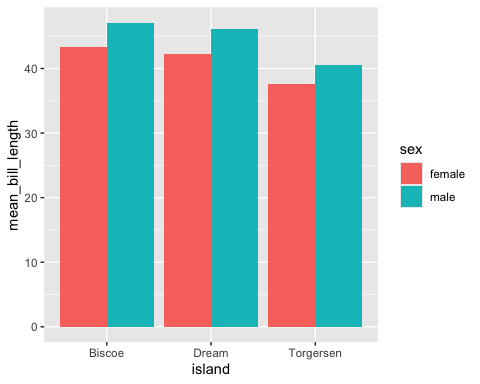 mean_bill_length
40
30
20
10
0
Biscoe Dream Torgersen
island
sex
female
male